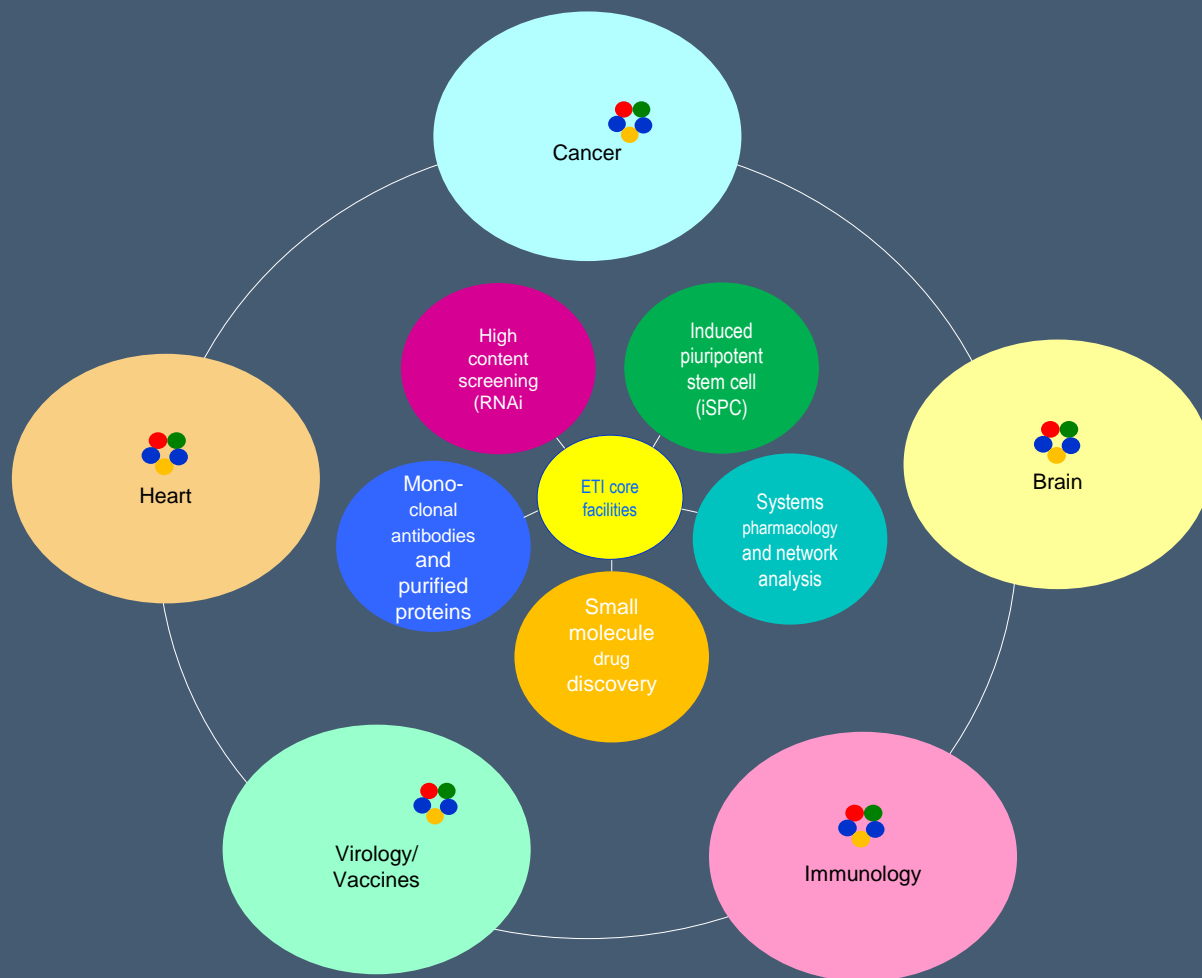 Cancer
High
content
screening
(RNAi
Induced
piuripotent
stem cell
(iSPC)
Heart
Brain
ETI core
facilities
Mono-
clonal
antibodies
and
purified
proteins
Systems
pharmacology
and network
analysis
Small
molecule
drug
discovery
Virology/
Vaccines
Immunology